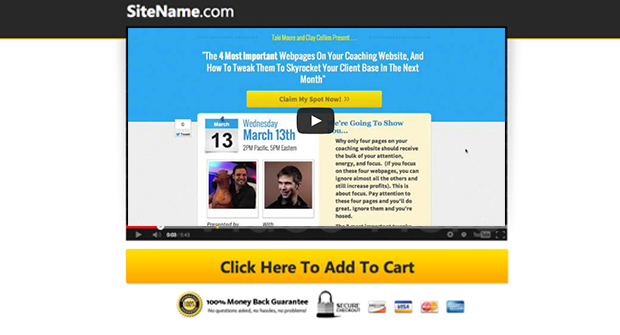 SiteName.com
Tale Moore and Clay Collins Present . . .
"The 4 Most Important Webpages On Your Coaching Website, And
How To Tweak Them To Skyrocket Your Client Base In The Next
Month"
Claim My Spot Now!
0
Tweet
March
13
Wednesday
March 13th
2PM Pacific, 5PM Eastern
Presented by
With
We're Going To Show
You...
Why only four pages on your
coaching website should receive
the bulk of your attention,
energy, and focus. (If you focus
on these four webpages, you can
ignore almost all the others and
still increase profits). This is
about focus. Pay attention to
these four pages and you'll do
great, ignore them and you're
hosed.
0:03 / 5:43
YouTube
Click Here To Add To Cart
100% Money Back Guarantee
No questions asked, no hassles, no problems!
SECURE
CHECKOUT
VISA